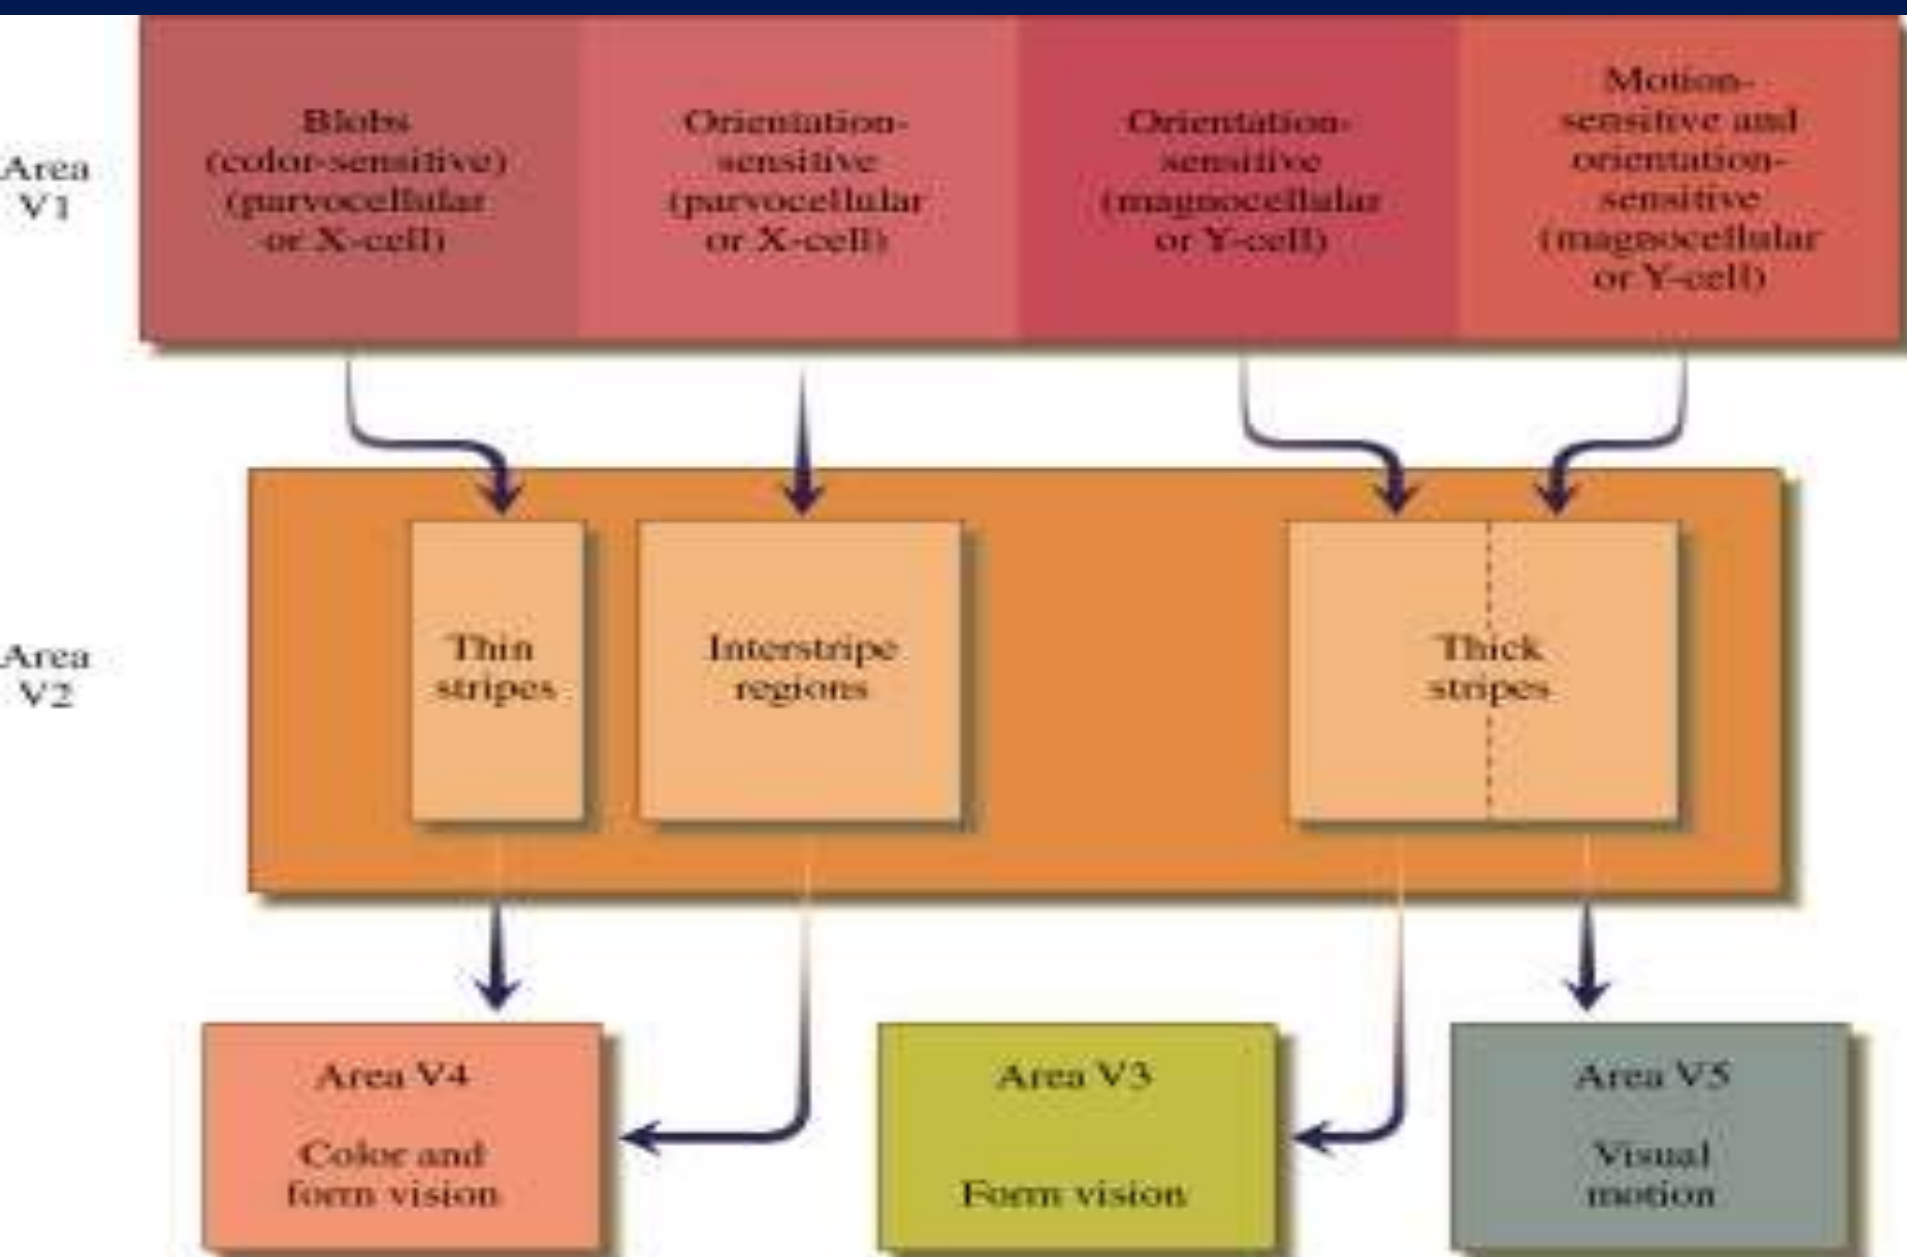 Area
V1
Blobs
(color-sensitive)
(parvocellular
or X-cell)
Orientation-
sensitive
(parvocellular
or X-cell)
Orientation-
sensitive
(magnocellular
or Y-cell)
Motion-
sensitive and
orientation-
sensitive
(magnocellular
or Y-cell)
Area
V2
Thin
stripes
Interstripe
regions
Thick
stripes
Area V4
Color and
form vision
Area V3
Form vision
Area V5
Visual
motion